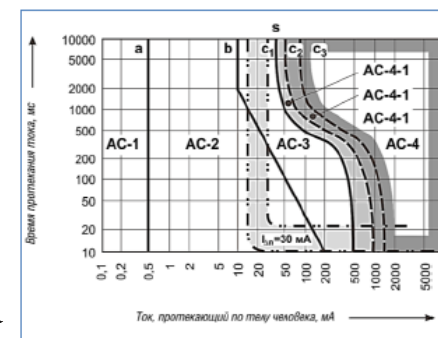 s
10000 a b c1 c2 c3
5000
2000
1000
500
200
100
50
20
10
AC-4-1
AC-4-1
AC-4-1
AC-1 AC-2 AC-3 AC-4
IΔn=30 мА
0,1 0,2 0,5 1 2 5 10 20 50 100 200 500 1000 2000 5000
Время протекания тока, мс
Ток, протекающий по телу человека, мА